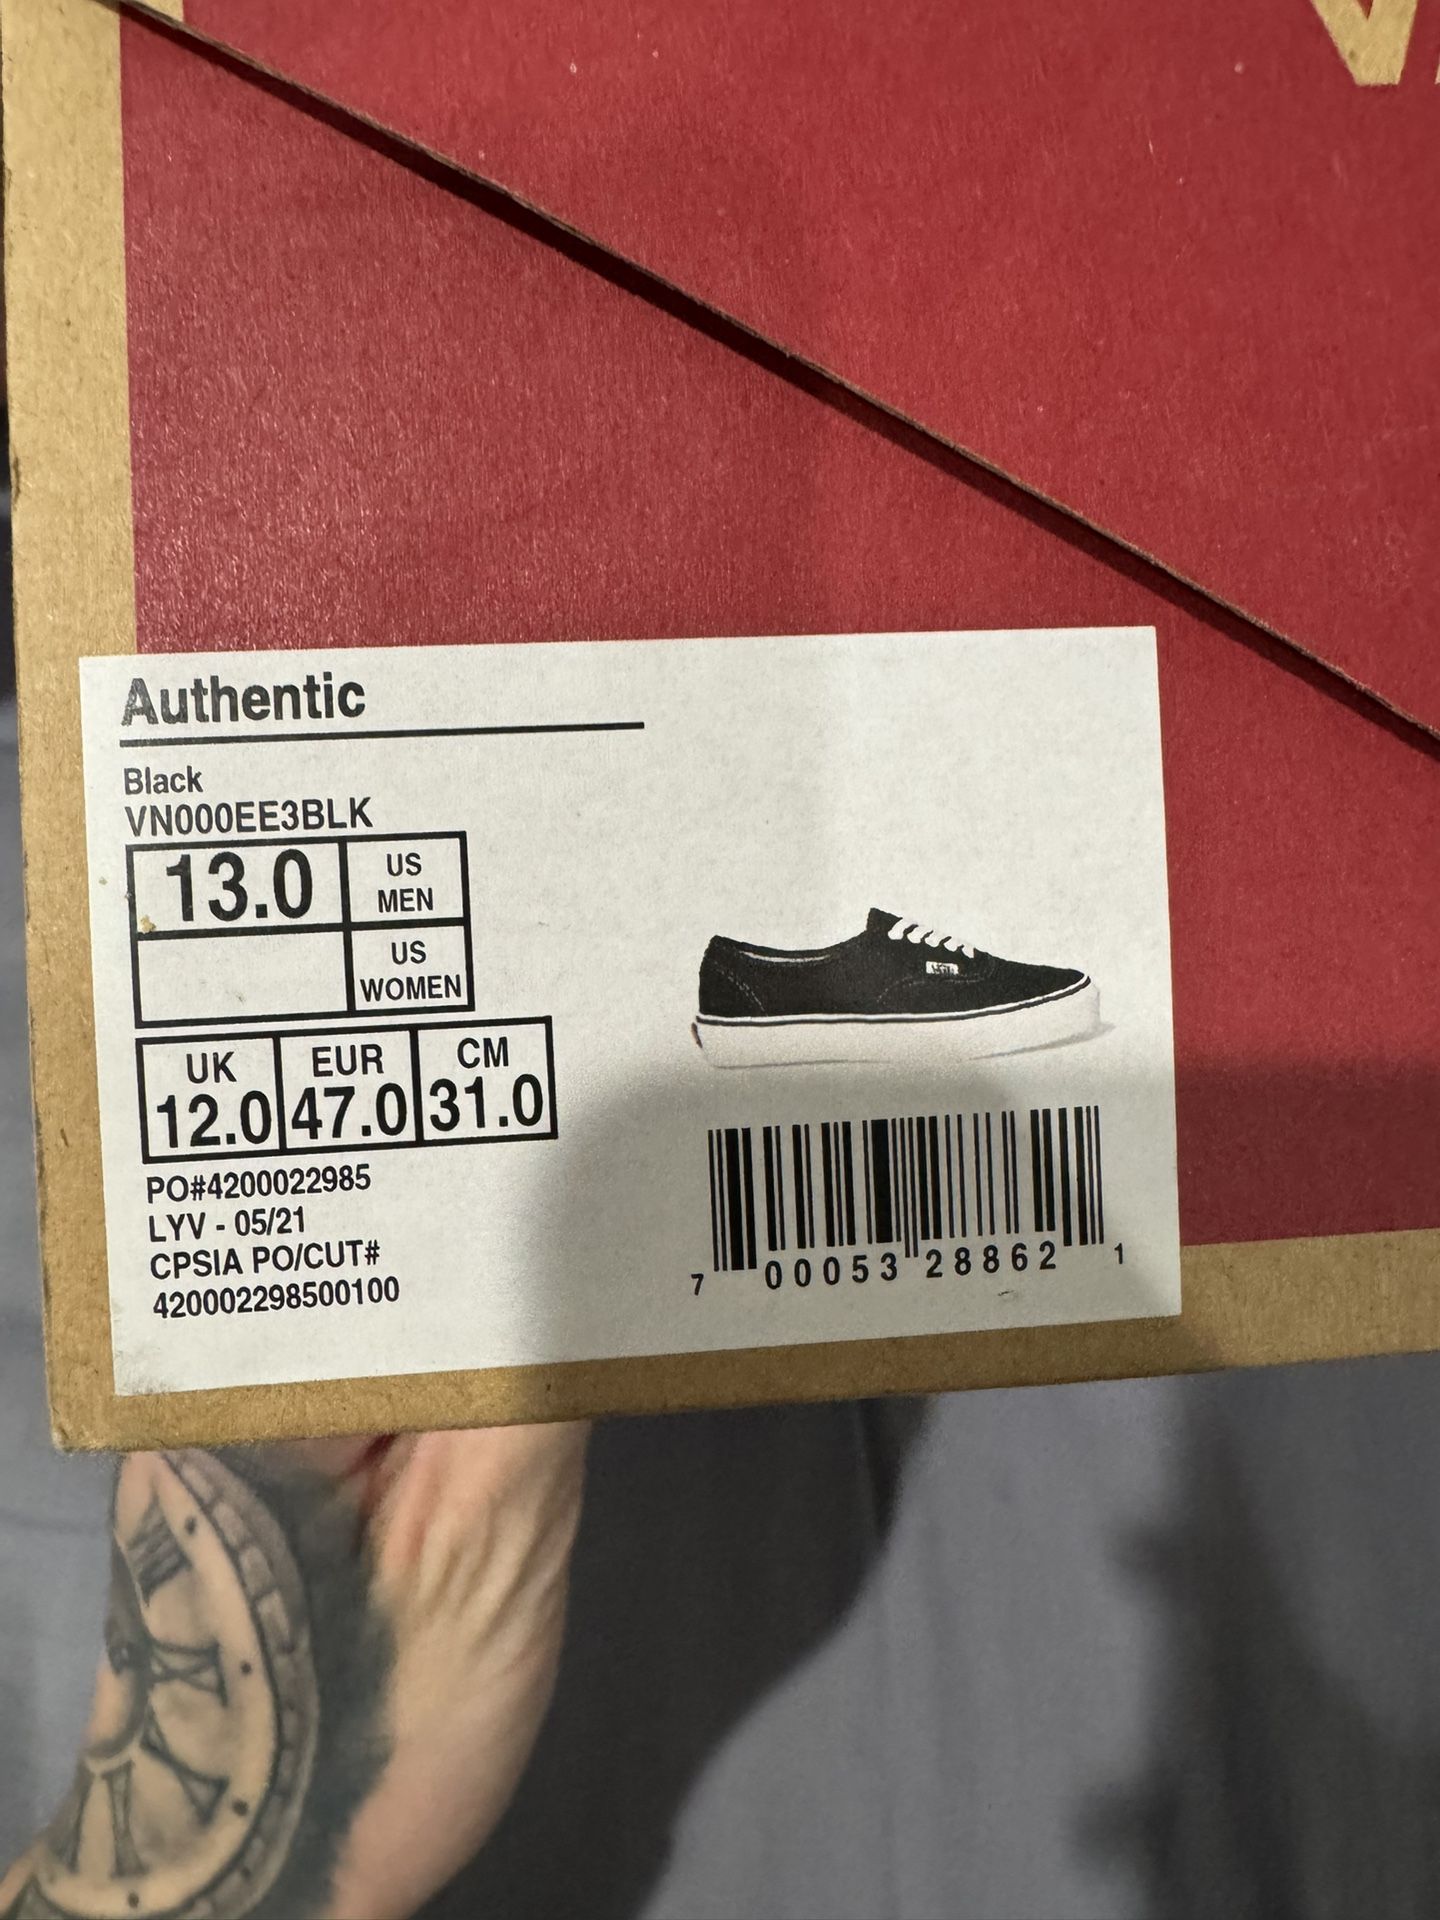 Authentic
Black
VN000EE3BLK
13.0 US MEN
US WOMEN
UK EUR CM
12.0 47.0 31.0
PO#4200022985
LYV - 05/21
CPSIA PO/CUT#
420002298500100
7 00053 28862 1